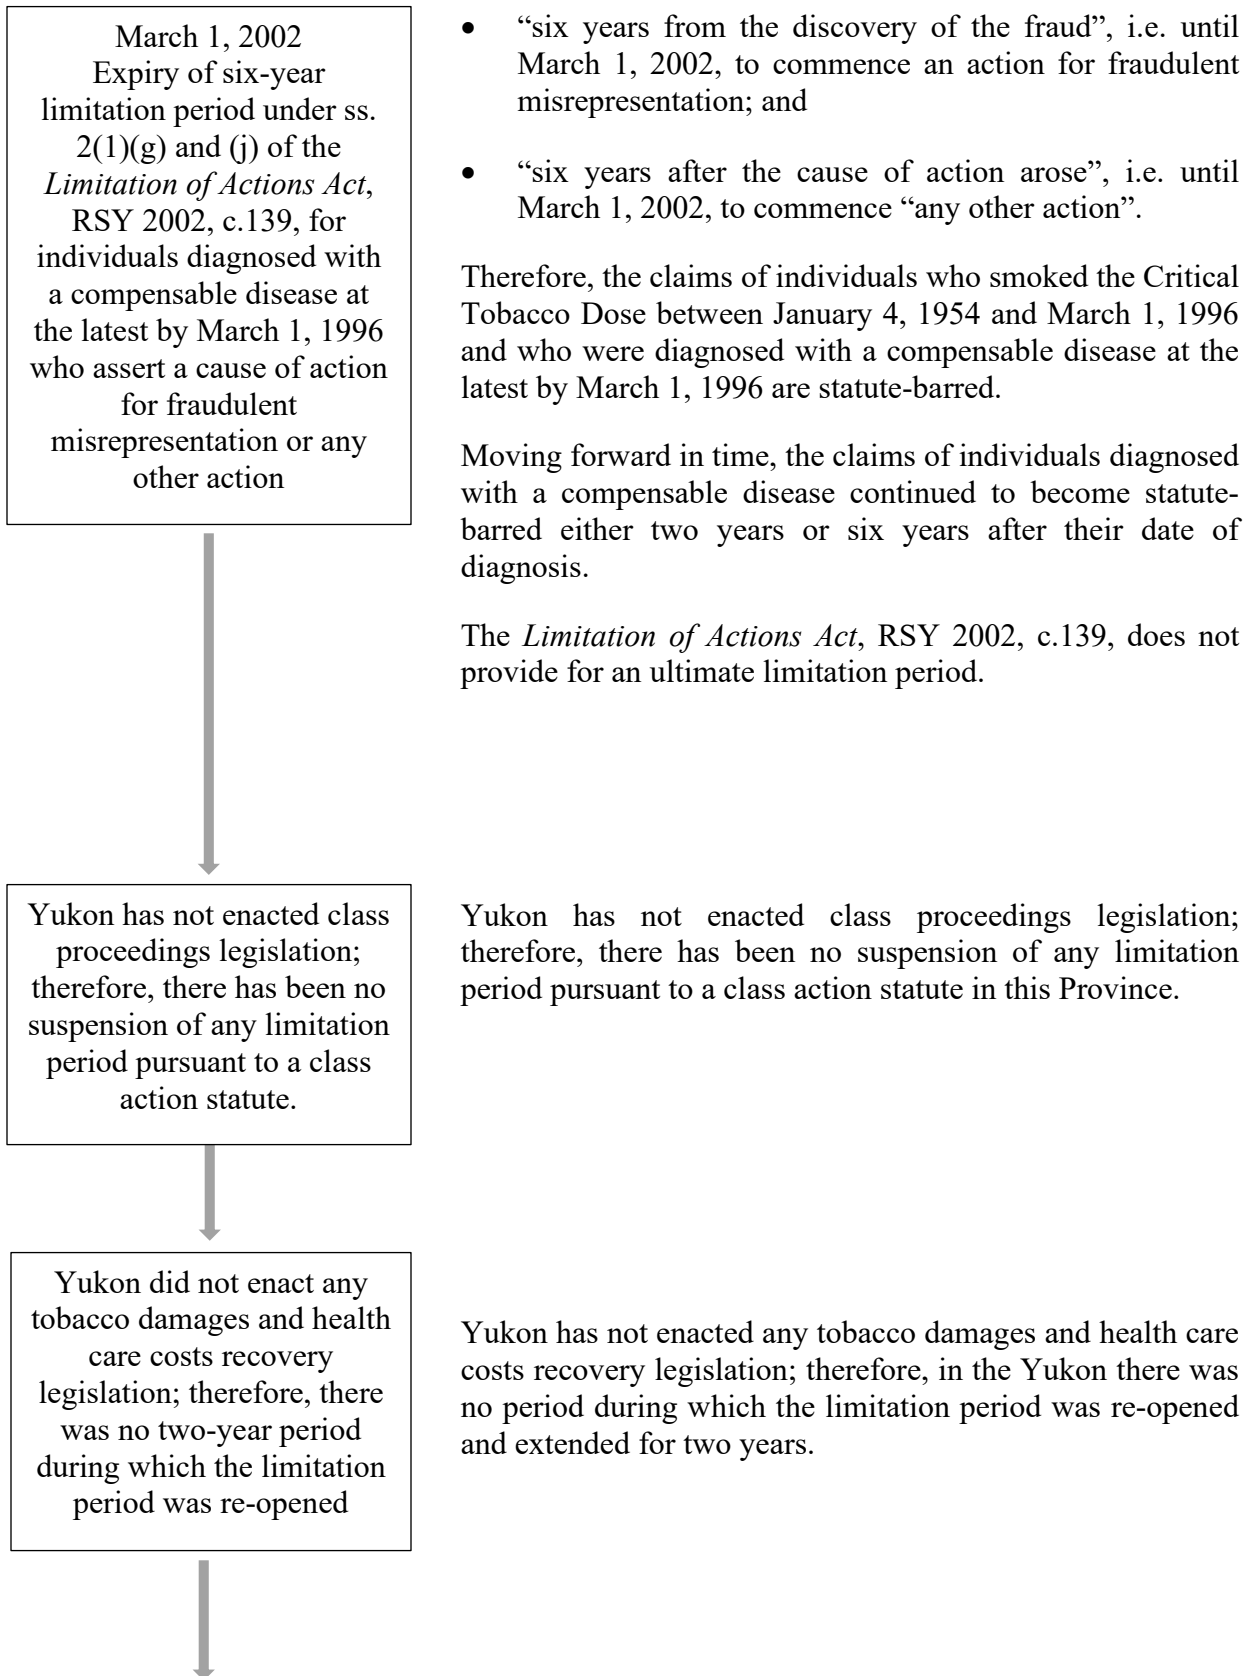 March 1, 2002
Expiry of six-year
limitation period under ss.
2(1)(g) and (j) of the
Limitation of Actions Act,
RSY 2002, c.139, for
individuals diagnosed with
a compensable disease at
the latest by March 1, 1996
who assert a cause of action
for fraudulent
misrepresentation or any
other action
• “six years from the discovery of the fraud”, i.e. until
March 1, 2002, to commence an action for fraudulent
misrepresentation; and
• “six years after the cause of action arose”, i.e. until
March 1, 2002, to commence “any other action”.
Therefore, the claims of individuals who smoked the Critical
Tobacco Dose between January 4, 1954 and March 1, 1996
and who were diagnosed with a compensable disease at the
latest by March 1, 1996 are statute-barred.
Moving forward in time, the claims of individuals diagnosed
with a compensable disease continued to become statute-
barred either two years or six years after their date of
diagnosis.
The Limitation of Actions Act, RSY 2002, c.139, does not
provide for an ultimate limitation period.
Yukon has not enacted class
proceedings legislation;
therefore, there has been no
suspension of any limitation
period pursuant to a class
action statute.
Yukon has not enacted class proceedings legislation;
therefore, there has been no suspension of any limitation
period pursuant to a class action statute in this Province.
Yukon did not enact any
tobacco damages and health
care costs recovery
legislation; therefore, there
was no two-year period
during which the limitation
period was re-opened
Yukon has not enacted any tobacco damages and health care
costs recovery legislation; therefore, in the Yukon there was
no period during which the limitation period was re-opened
and extended for two years.